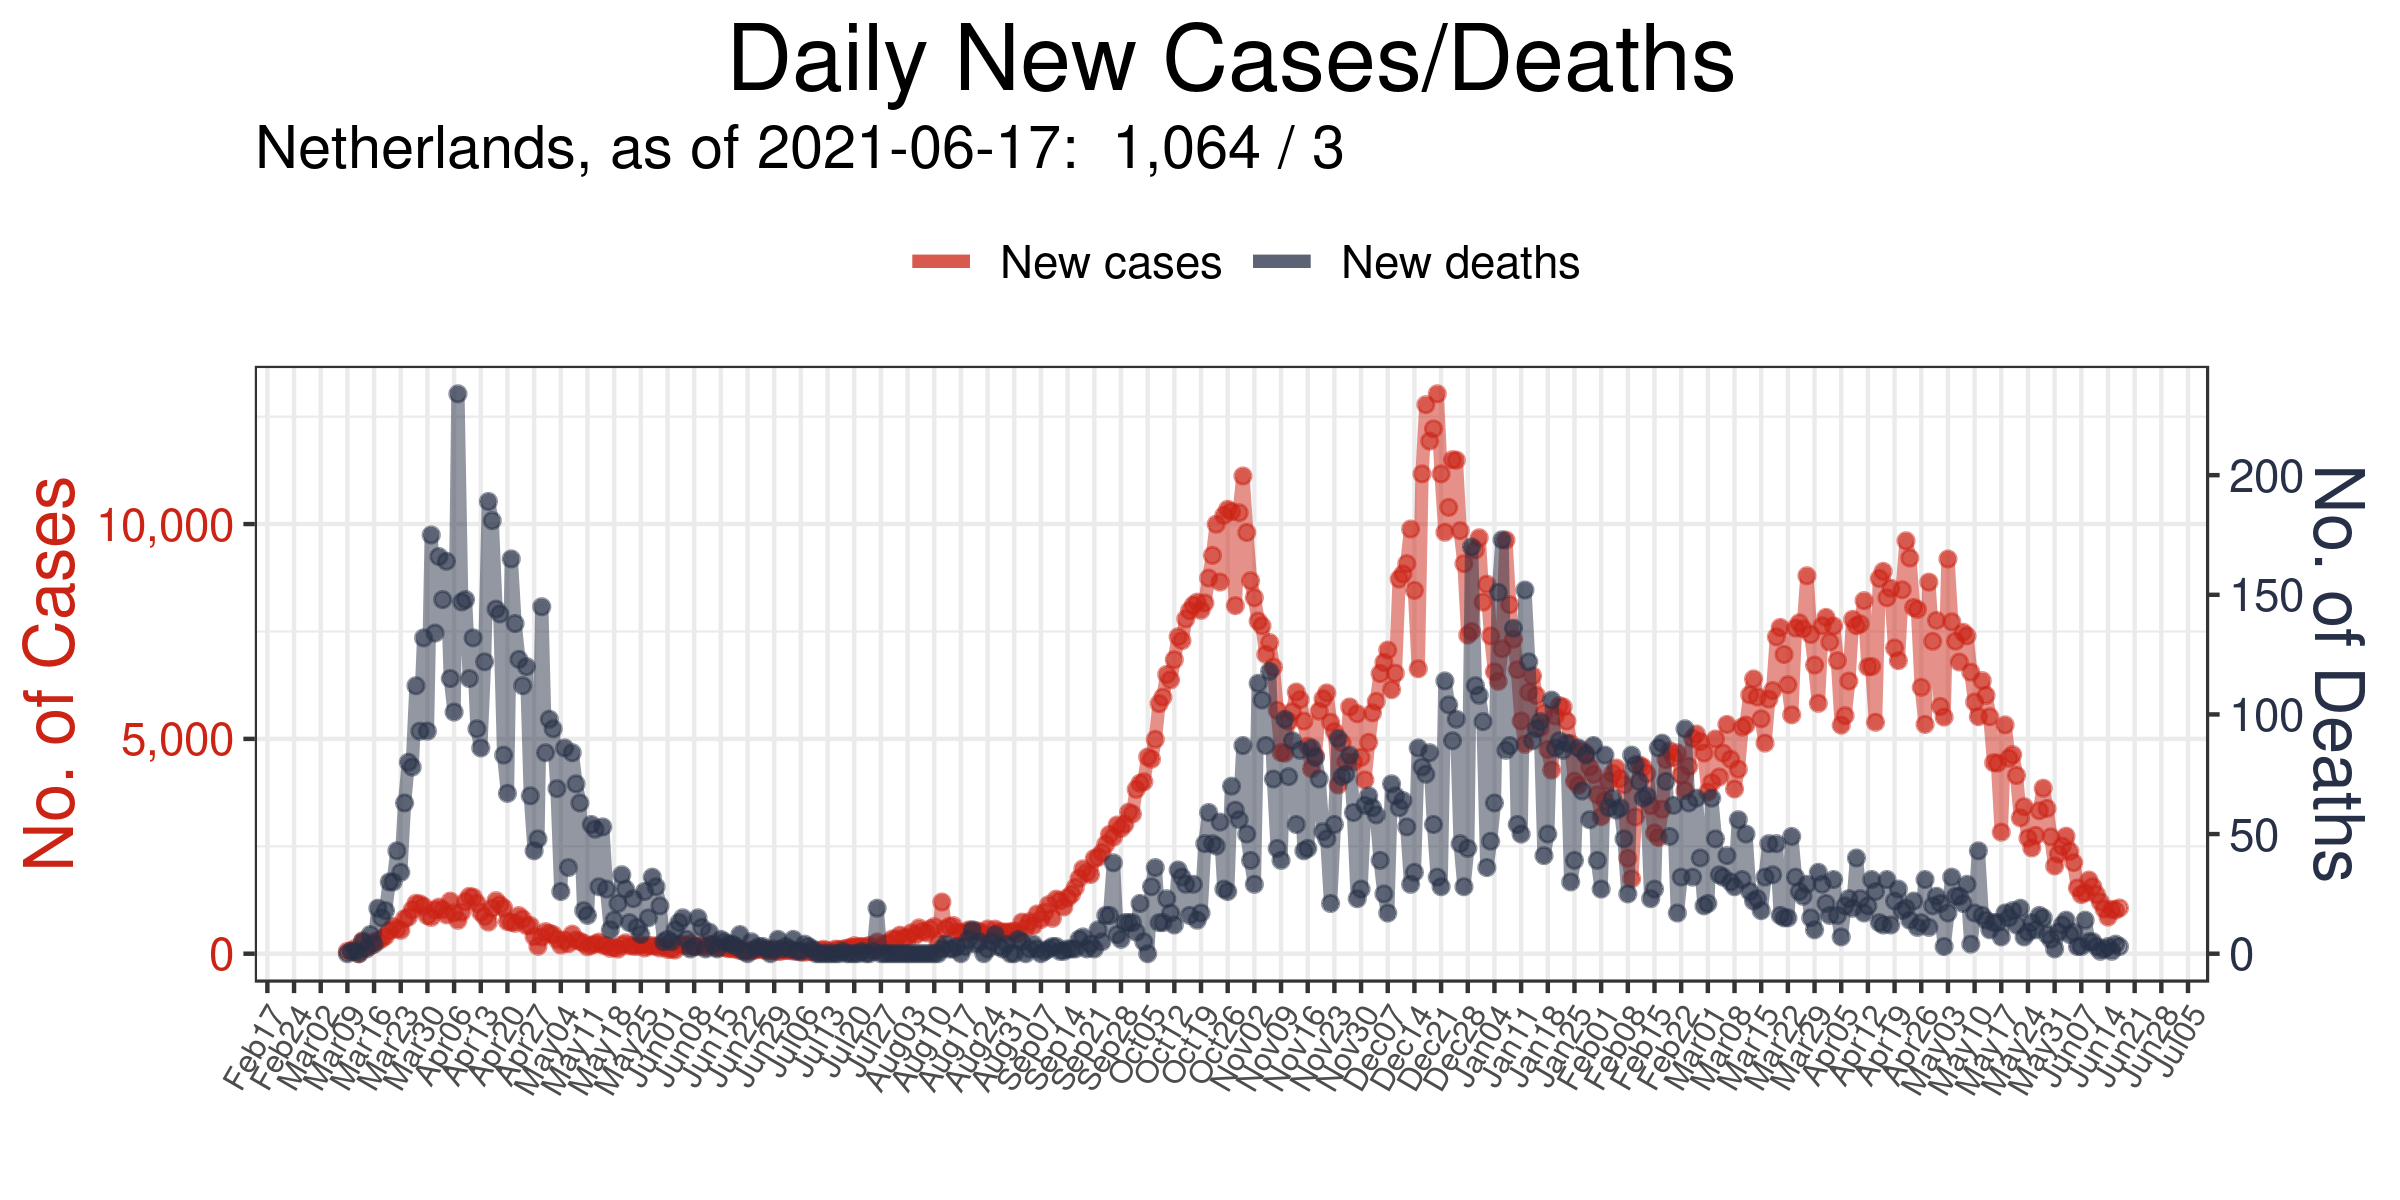 Daily New Cases/Deaths
Netherlands, as of 2021-06-17:  1,064 / 3
New cases
New deaths
No. of Cases
10,000
5,000
0
200
150
100
50
0
No. of Deaths
Feb17
Feb24
Mar02
Mar09
Mar16
Mar23
Mar30
Apr06
Apr13
Apr20
Apr27
May04
May11
May18
May25
Jun01
Jun08
Jun15
Jun22
Jun29
Jul06
Jul13
Jul20
Jul27
Aug03
Aug10
Aug17
Aug24
Aug31
Sep07
Sep14
Sep21
Sep28
Oct05
Oct12
Oct19
Oct26
Nov02
Nov09
Nov16
Nov23
Nov30
Dec07
Dec14
Dec21
Dec28
Jan04
Jan11
Jan18
Jan25
Feb01
Feb08
Feb15
Feb22
Mar01
Mar08
Mar15
Mar22
Mar29
Apr05
Apr12
Apr19
Apr26
May03
May10
May17
May24
May31
Jun07
Jun14
Jun21
Jun28
Jul05